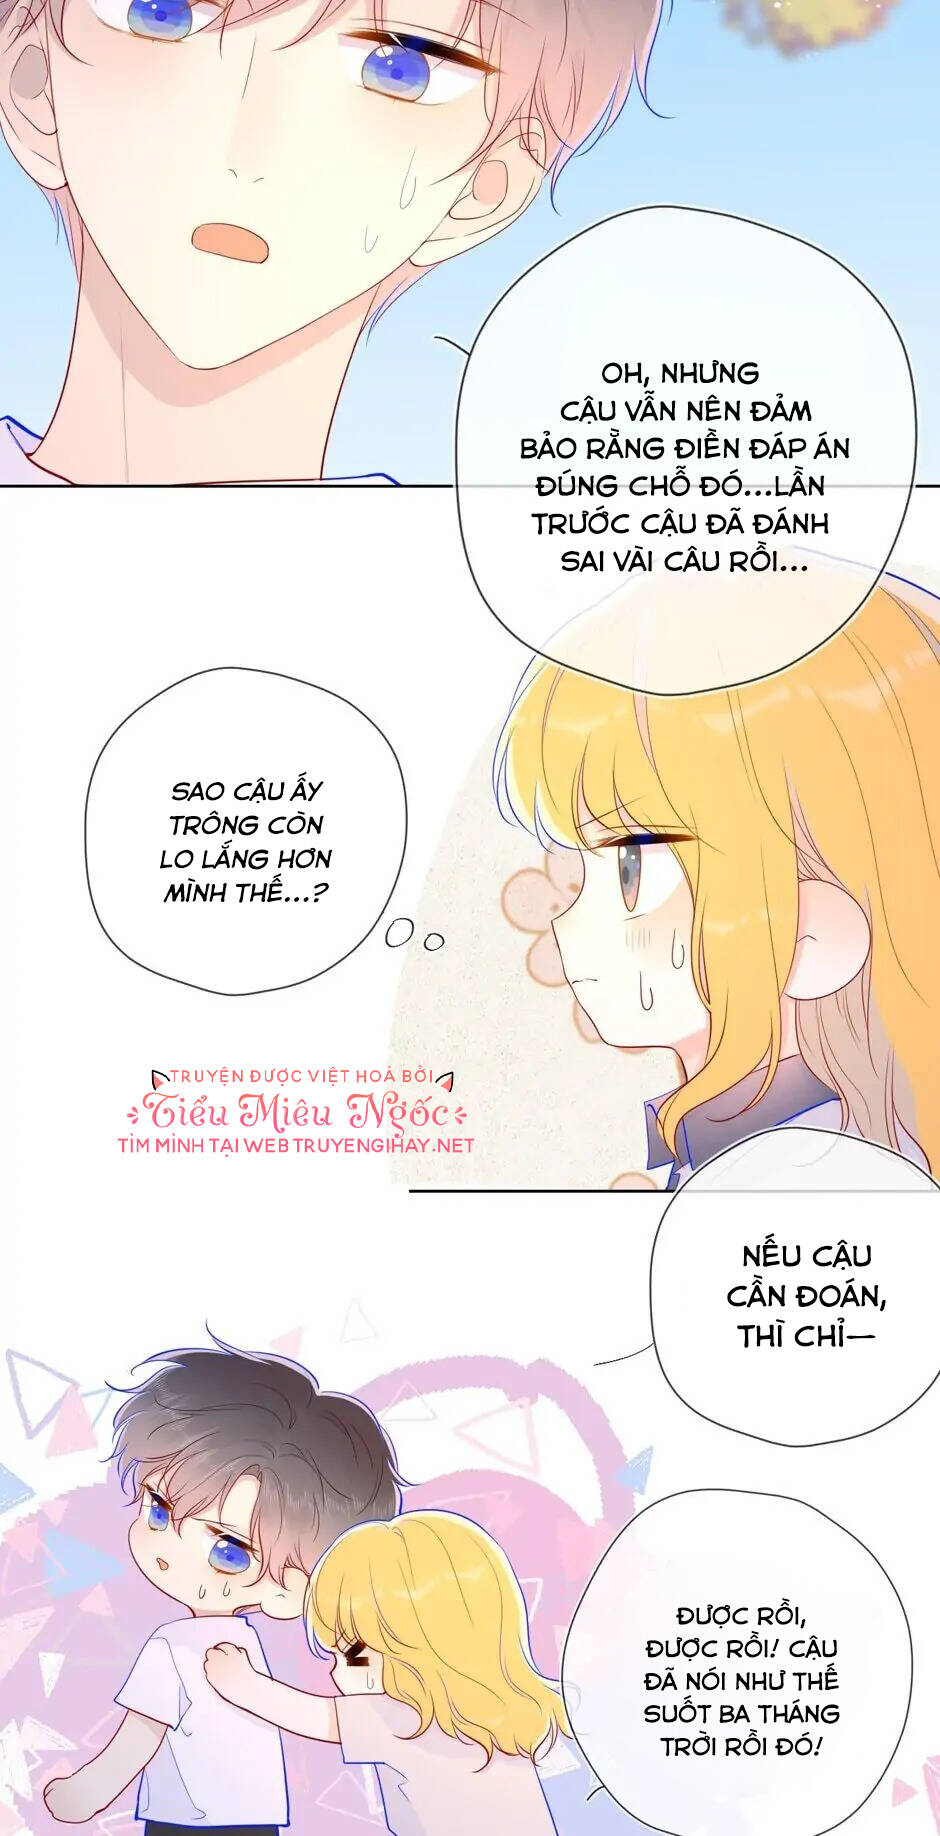 OH, NHƯNG
CẬU VẪN NÊN ĐẢM
BẢO RẰNG ĐIỀN ĐÁP ÁN
ĐÚNG CHỖ ĐÓ...LẦN
TRƯỚC CẬU ĐÃ ĐÁNH
SAI VÀI CÂU RỒI...
SAO CẬU ẤY
TRÔNG CÒN
LO LẮNG HƠN
MÌNH THẾ...?
TRUYỆN ĐƯỢC VIỆT HOÁ BỞI
TIỂU MIÊU NGỐC
TÌM MÌNH TẠI WEBTRUYENGIHAY.NET
NẾU CẬU
CẦN ĐOÁN,
THÌ CHỈ—
ĐƯỢC RỒI,
ĐƯỢC RỒI! CẬU
ĐÃ NÓI NHƯ THẾ
SUỐT BA THÁNG
TRỜI RỒI ĐÓ!